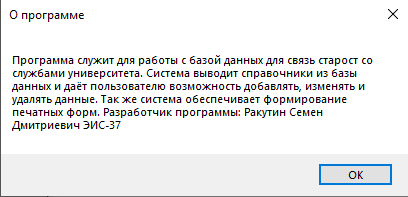 О программе
Программа служит для работы с базой данных для связь старост со
службами университета. Система выводит справочники из базы
данных и даёт пользователю возможность добавлять, изменять и
удалять данные. Так же система обеспечивает формирование
печатных форм. Разработчик программы: Ракутин Семен
Дмитриевич ЭИС-37
ОК